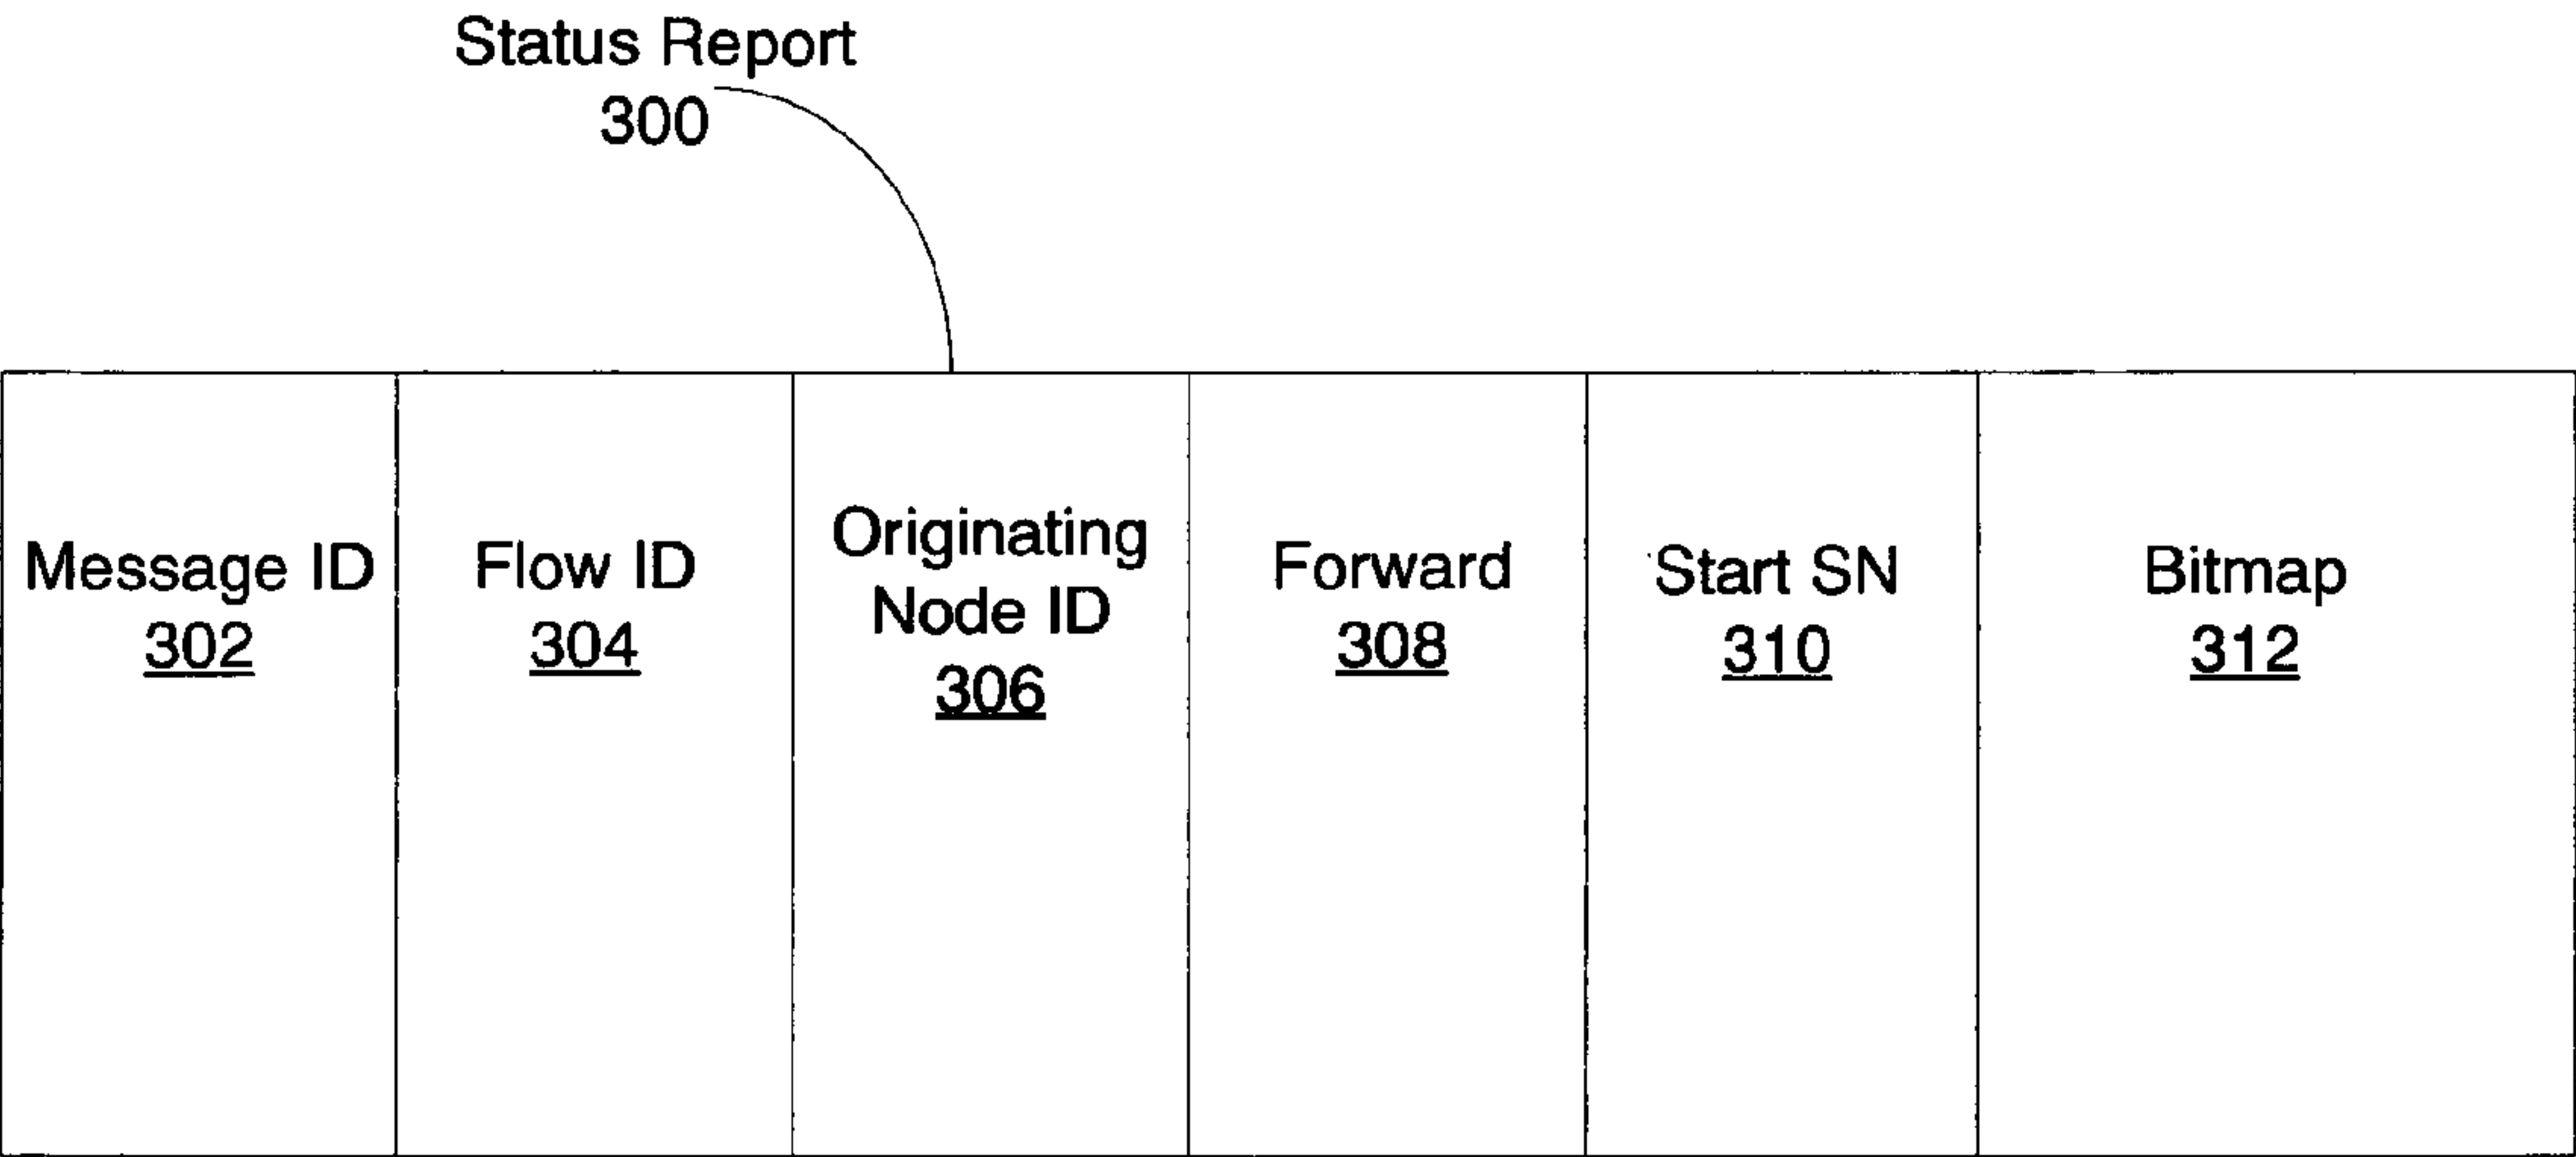 Status Report
300
Message ID
302
Flow ID
304
Originating
Node ID
306
Forward
308
Start SN
310
Bitmap
312